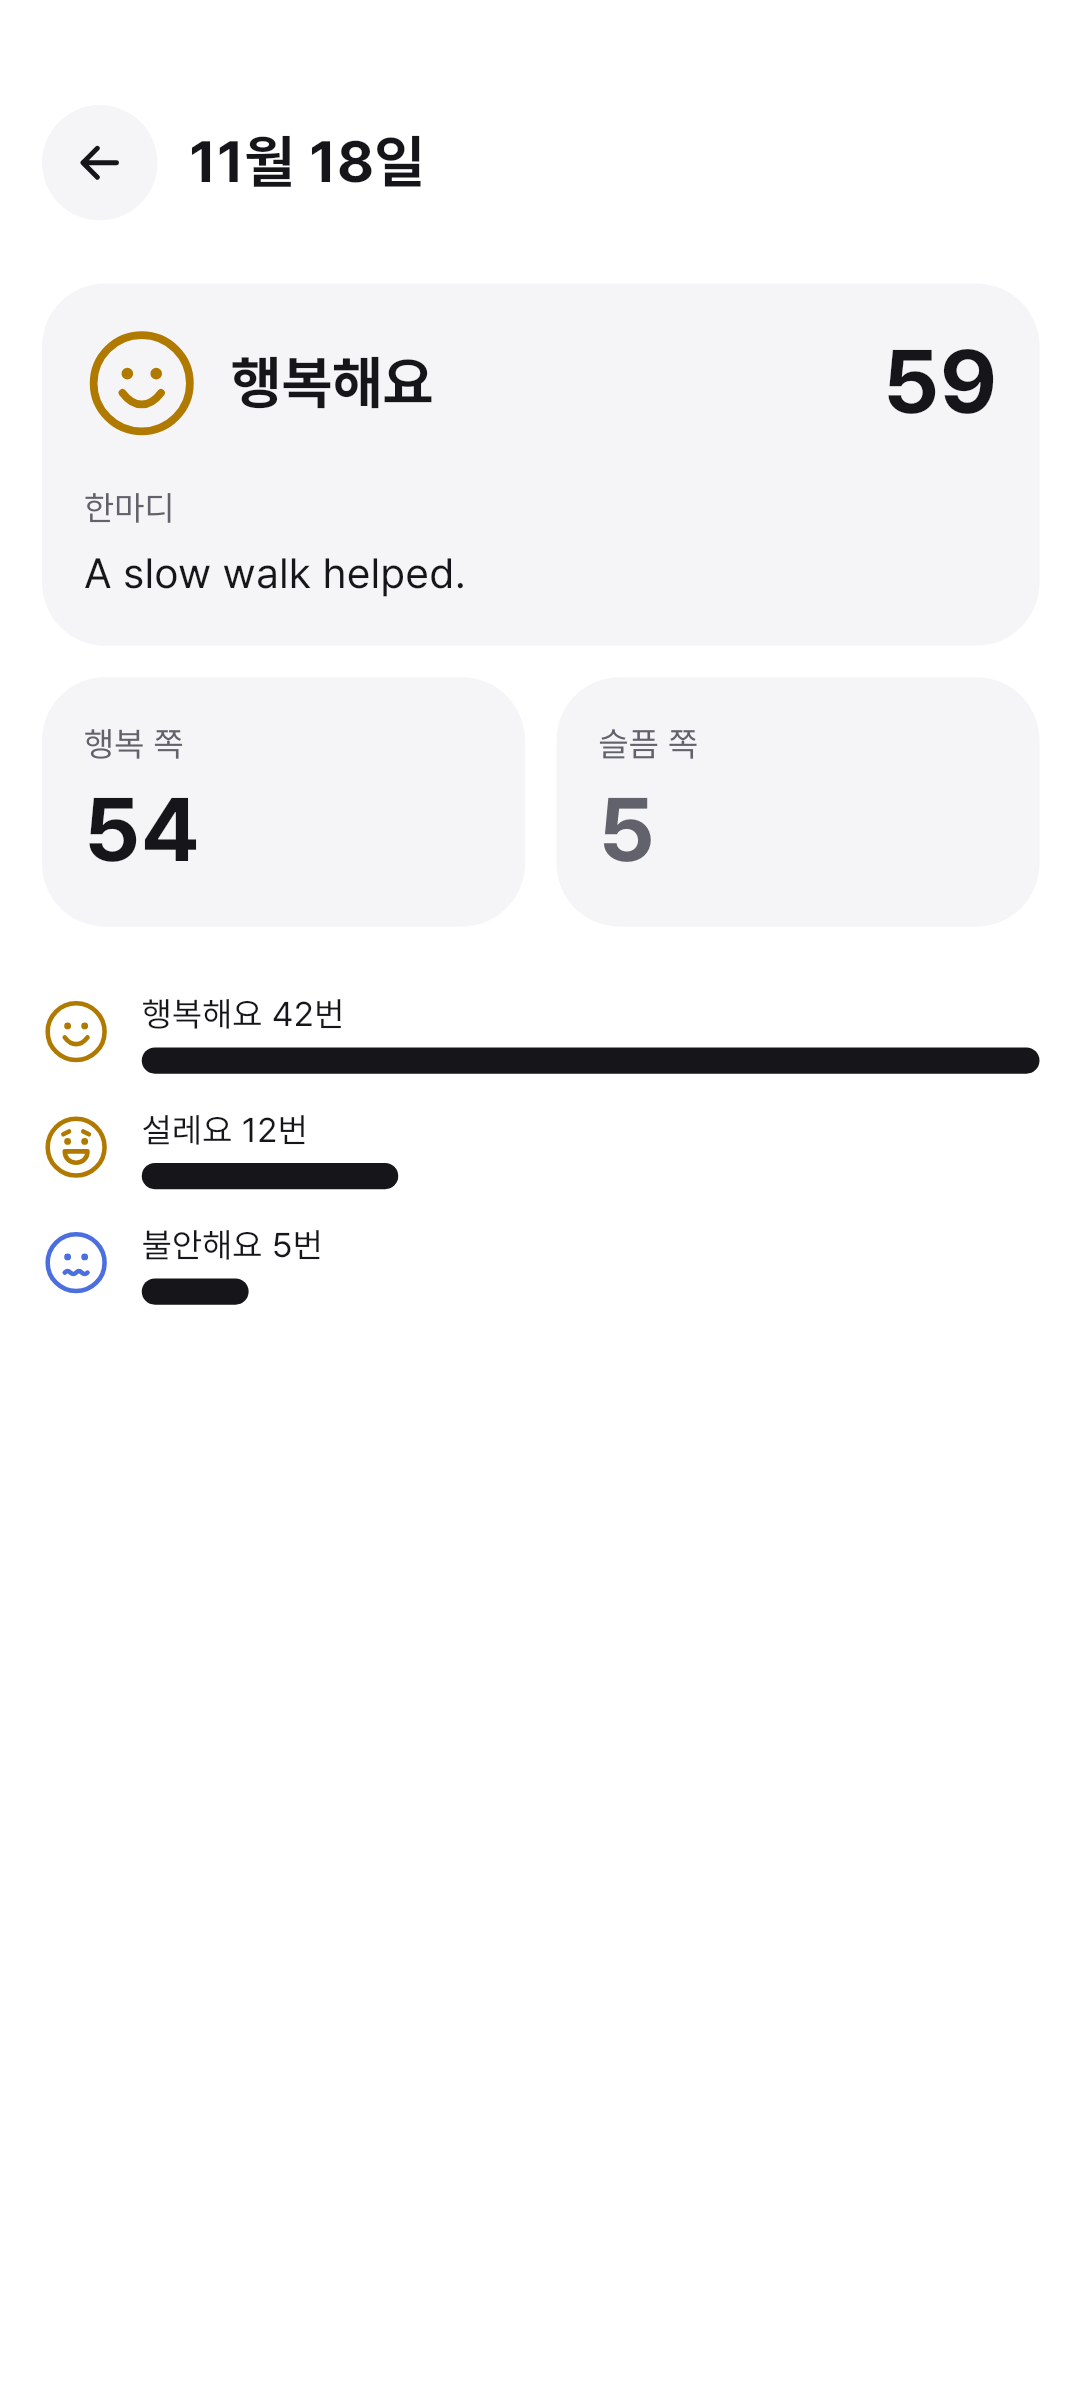 11월 18일
행복해요
59
한마디
A slow walk helped.
행복 쪽
54
슬픔 쪽
5
행복해요 42번
설레요 12번
불안해요 5번